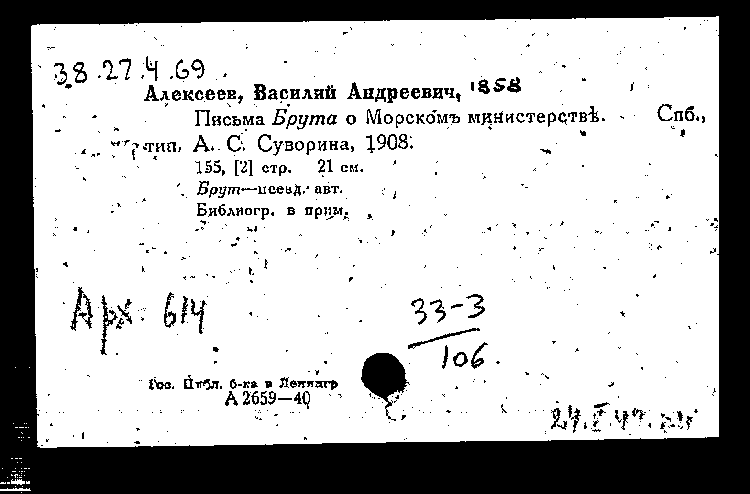 38.27.4.69
Алексеев, Василий Андреевич, 1858
Письма Брута о Морскомъ министерствѣ. Спб.,
тип. А. С. Суворина, 1908.
155, [2] стр. 21 см.
Брут—псевд. авт.
Библиогр. в прим.
Арх. 614
33-3
106.
Гос. Публ. б-ка в Ленингр
А 2659—40